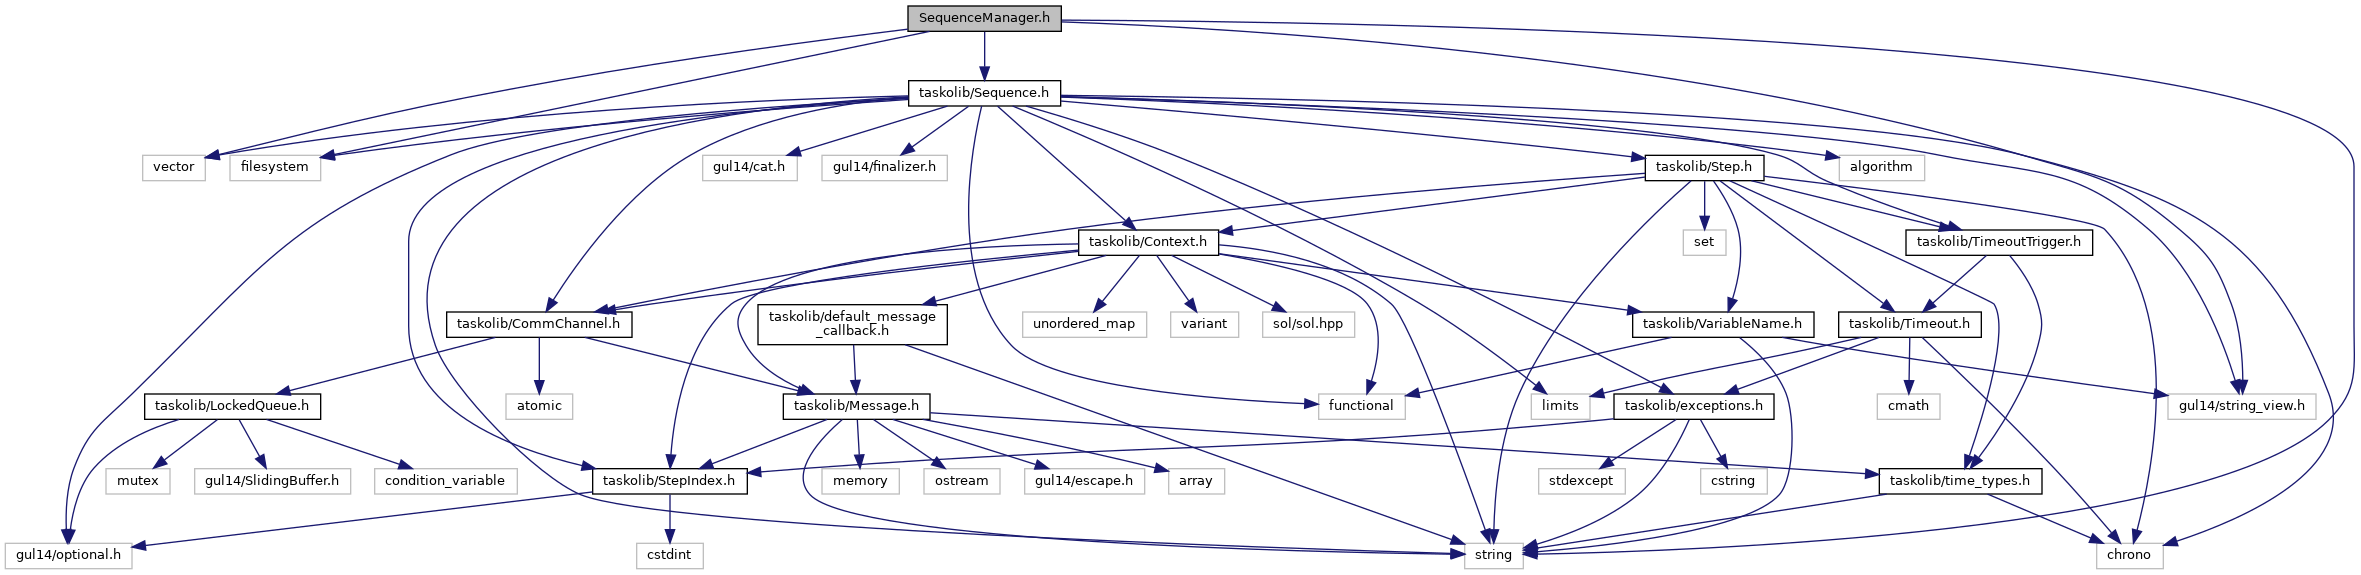 SequenceManager.h
taskolib/Sequence.h
vector
filesystem
gul14/cat.h
gul14/finalizer.h
taskolib/Step.h
algorithm
taskolib/Context.h
set
taskolib/TimeoutTrigger.h
taskolib/CommChannel.h
taskolib/default_message
_callback.h
unordered_map
variant
sol/sol.hpp
taskolib/VariableName.h
taskolib/Timeout.h
taskolib/LockedQueue.h
atomic
taskolib/Message.h
functional
limits
taskolib/exceptions.h
cmath
gul14/string_view.h
mutex
gul14/SlidingBuffer.h
condition_variable
taskolib/StepIndex.h
memory
ostream
gul14/escape.h
array
stdexcept
cstring
taskolib/time_types.h
gul14/optional.h
cstdint
string
chrono